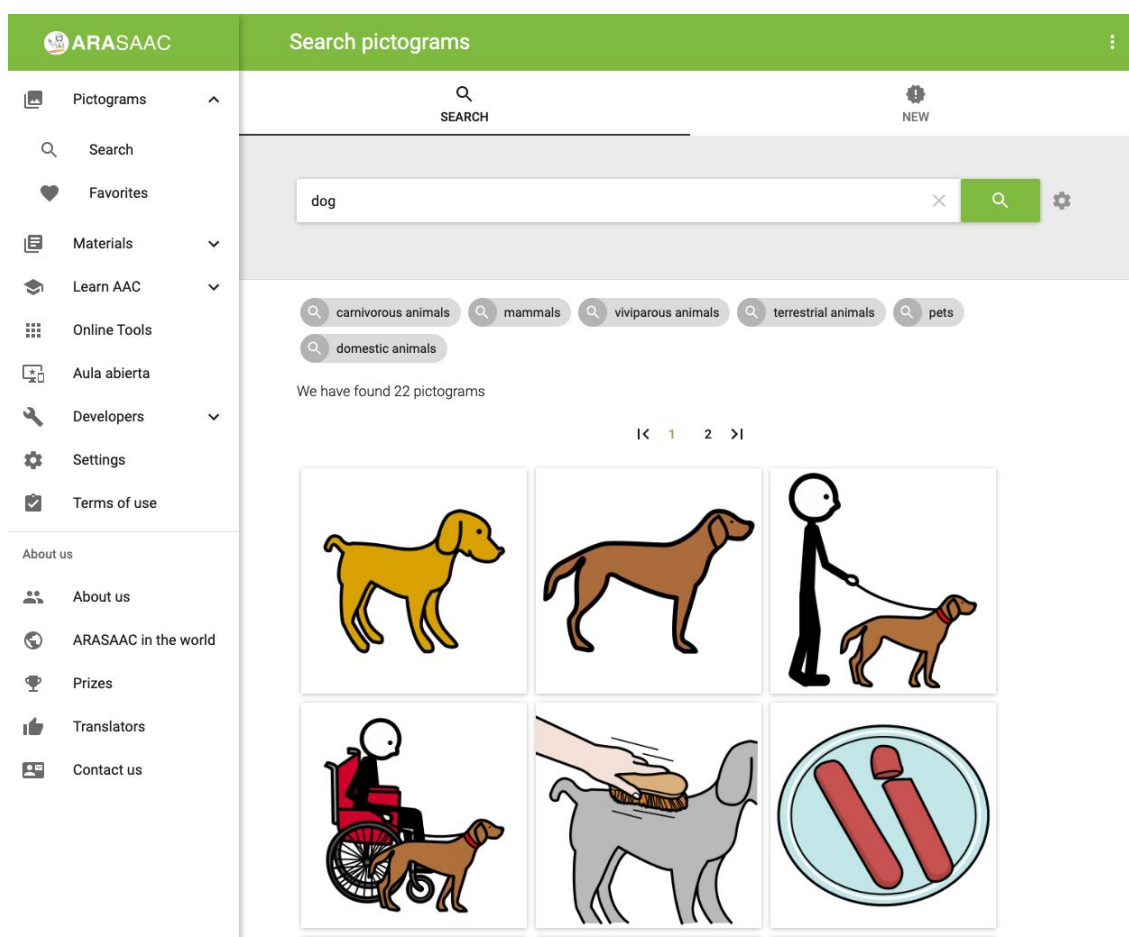 ARASAAC
Search pictograms
Pictograms
Search
Favorites
Materials
Learn AAC
Online Tools
Aula abierta
Developers
Settings
Terms of use
About us
About us
ARASAAC in the world
Prizes
Translators
Contact us
SEARCH
NEW
dog
carnivorous animals
mammals
viviparous animals
terrestrial animals
pets
domestic animals
We have found 22 pictograms
1 2